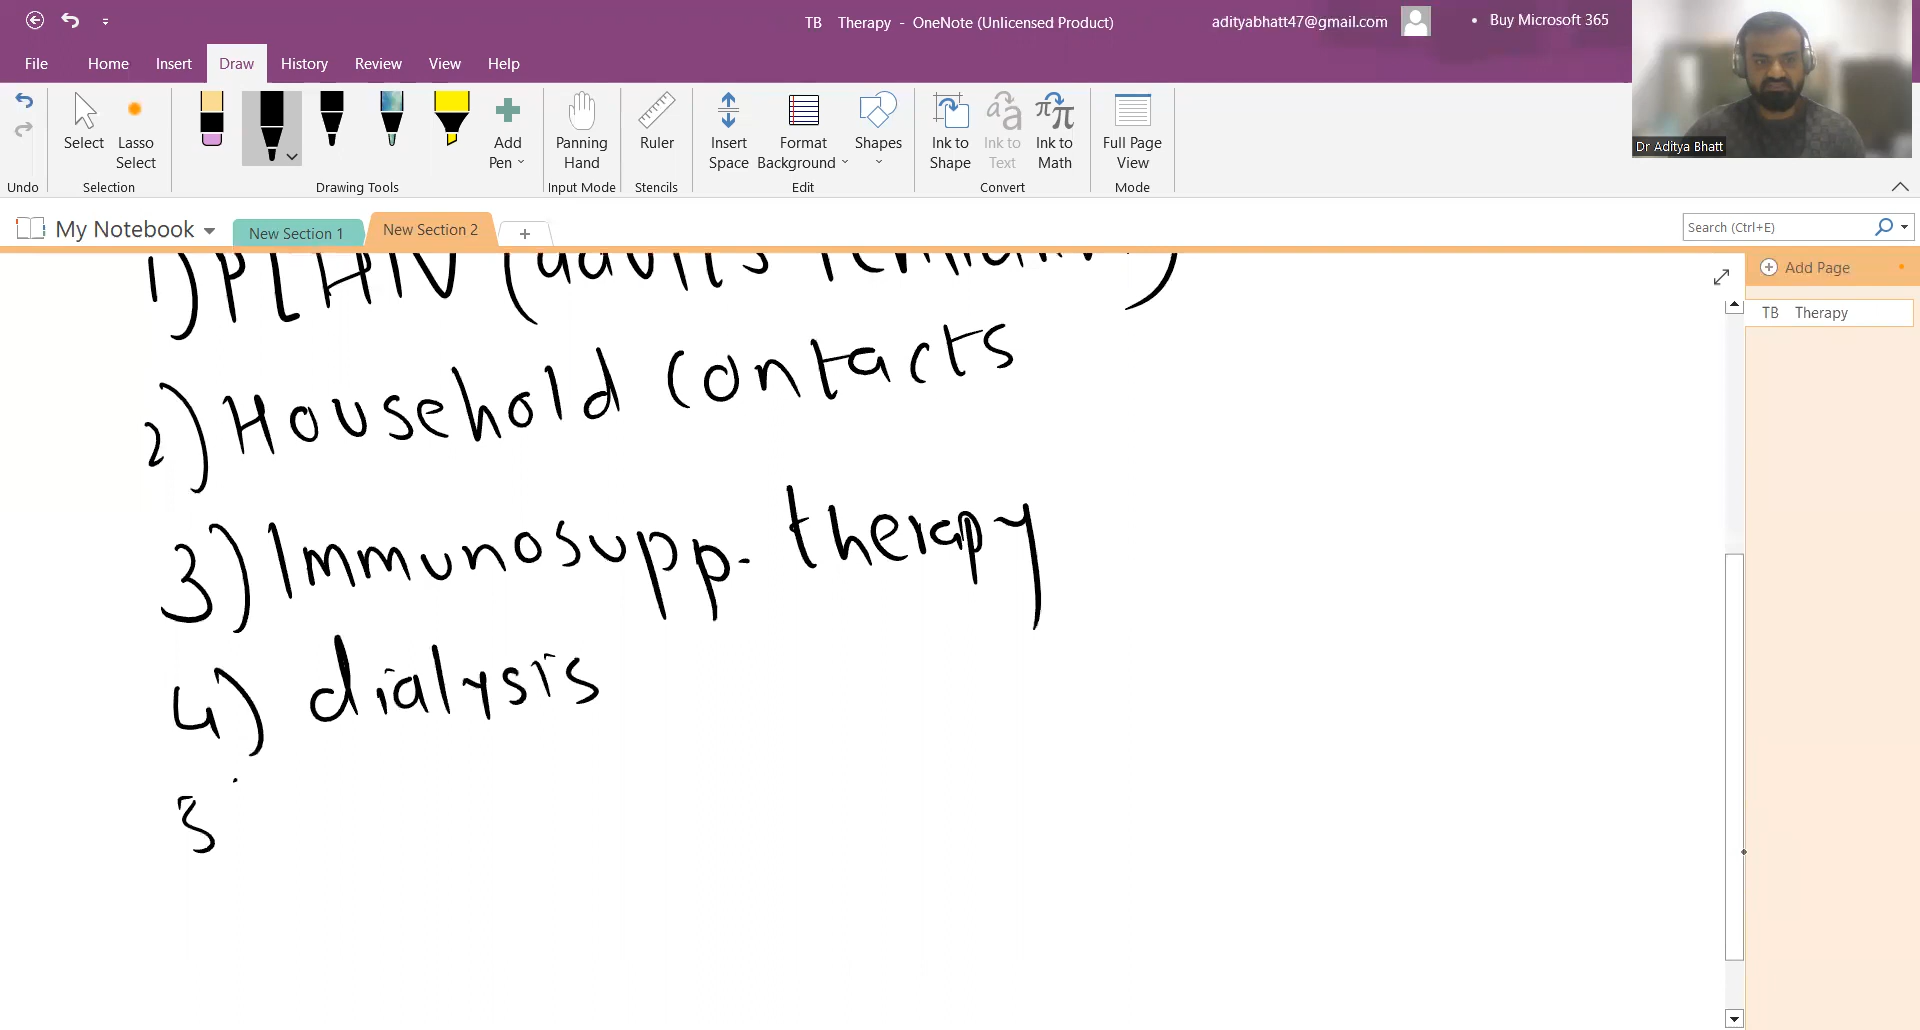 TB Therapy - OneNote (Unlicensed Product)
adityabhatt47@gmail.com
Buy Microsoft 365
File Home Insert Draw History Review View Help
Select
Lasso Select
Add Pen
Panning Hand
Ruler
Insert Space
Format Background
Shapes
Ink to Shape
Ink to Text
Ink to Math
Full Page View
Undo Selection Drawing Tools Input Mode Stencils Edit Convert Mode
Dr Aditya Bhatt
My Notebook New Section 1 New Section 2
Search (Ctrl+E)
Add Page
TB Therapy
1) PLHIV (adults
2) Household contacts
3) Immunosupp. therapy
4) dialysis